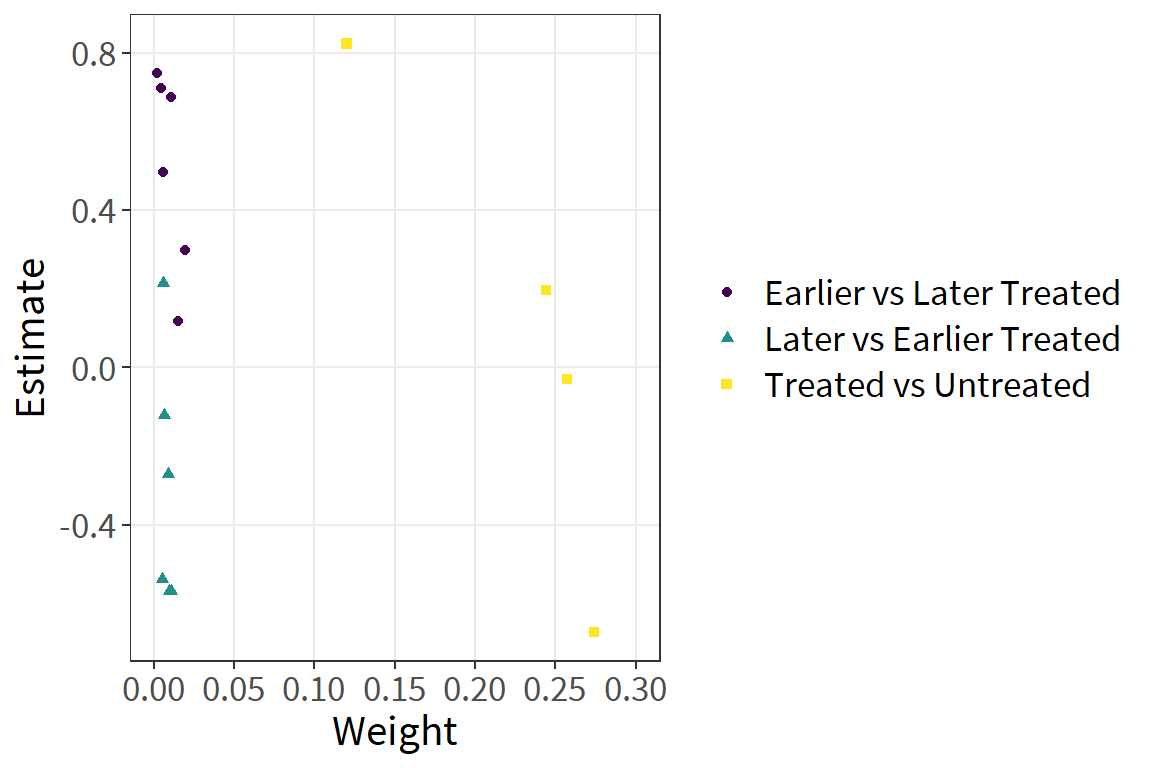 0.8
0.4
0.0
-0.4
Estimate
0.00 0.05 0.10 0.15 0.20 0.25 0.30
Weight
Earlier vs Later Treated
Later vs Earlier Treated
Treated vs Untreated